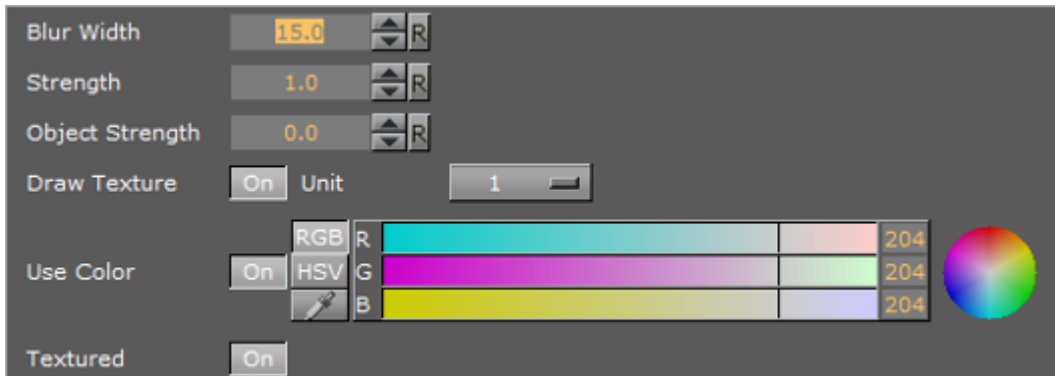 Blur Width 15.0 R
Strength 1.0 R
Object Strength 0.0 R
Draw Texture On Unit 1
RGB R 204
Use Color On HSV G 204
B 204
Textured On